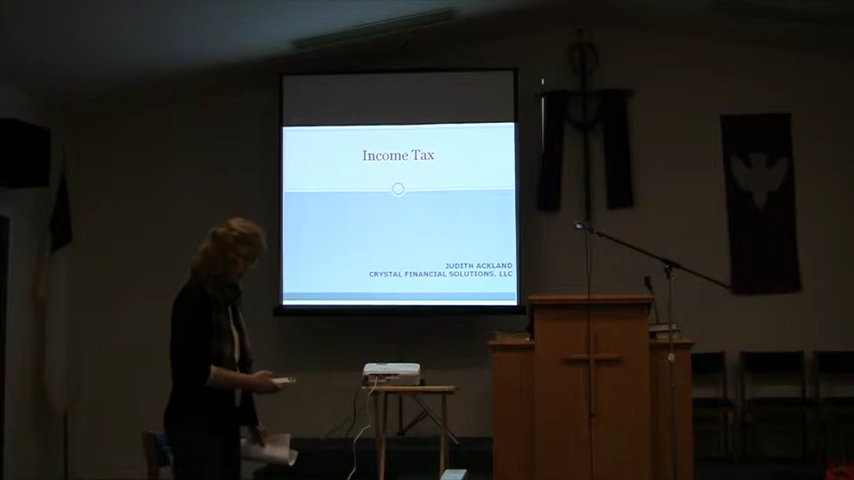 Income Tax
JUDITH ACKLAND
CRYSTAL FINANCIAL SOLUTIONS, LLC